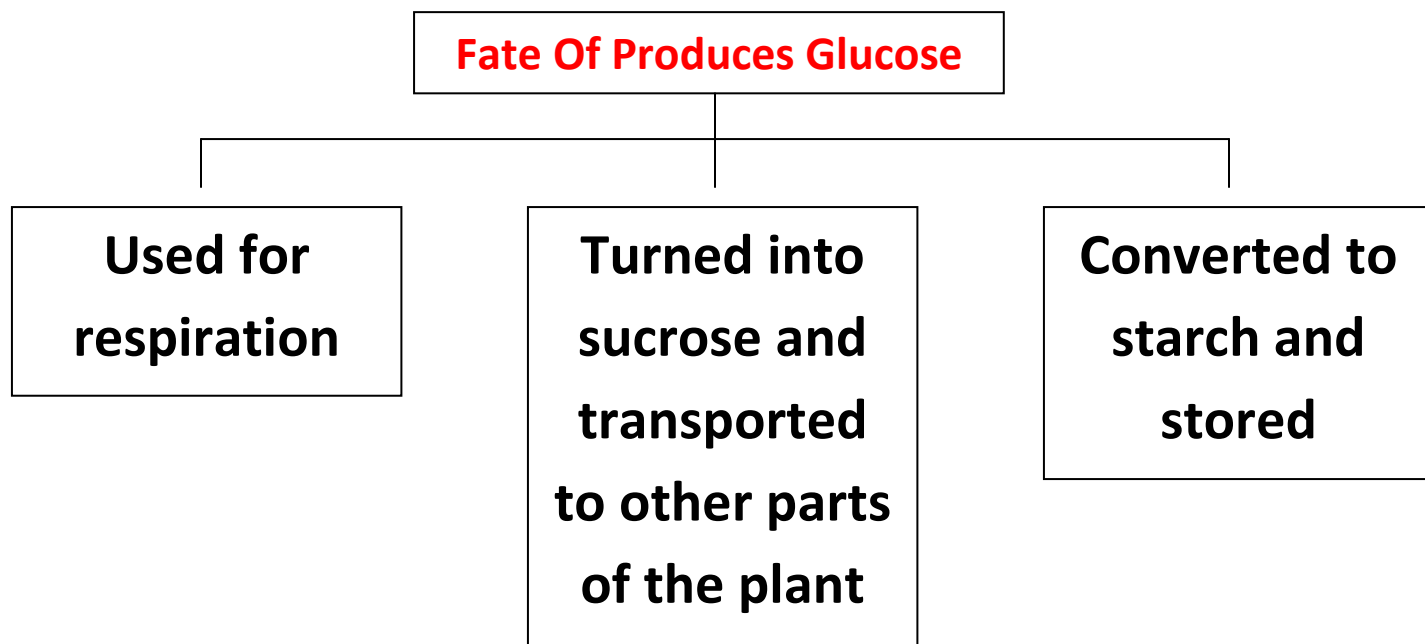 Fate Of Produces Glucose
Used for
respiration
Turned into
sucrose and
transported
to other parts
of the plant
Converted to
starch and
stored